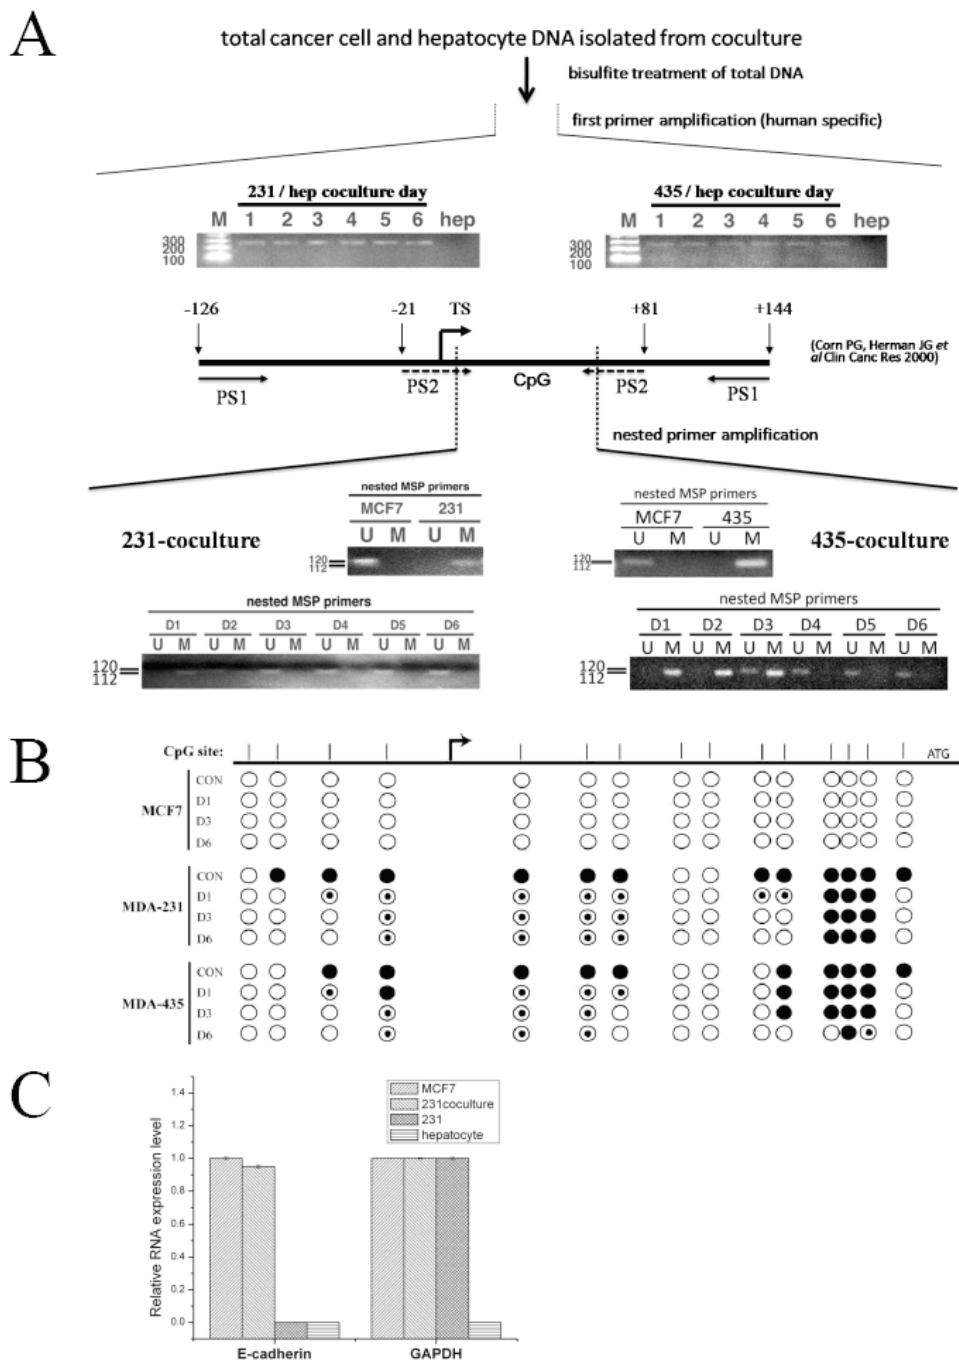 A
total cancer cell and hepatocyte DNA isolated from coculture
bisulfite treatment of total DNA
first primer amplification (human specific)
231 / hep coculture day
M 1 2 3 4 5 6 hep
300
200
100
435 / hep coculture day
M 1 2 3 4 5 6 hep
300
200
100
-126 -21 TS +81 +144
(Corn PG, Herman JG et
al Clin Canc Res 2000)
PS1 PS2 CpG PS2 PS1
nested primer amplification
231-coculture
nested MSP primers
MCF7 231
U M U M
120
112
nested MSP primers
D1 D2 D3 D4 D5 D6
U M U M U M U M U M U M
120
112
435-coculture
nested MSP primers
MCF7 435
U M U M
120
112
nested MSP primers
D1 D2 D3 D4 D5 D6
U M U M U M U M U M U M
120
112
B
CpG site: ATG
MCF7
CON
D1
D3
D6
MDA-231
CON
D1
D3
D6
MDA-435
CON
D1
D3
D6
C
Relative RNA expression level
1.4
1.2
1.0
0.8
0.6
0.4
0.2
0.0
MCF7
231coculture
231
hepatocyte
E-cadherin GAPDH